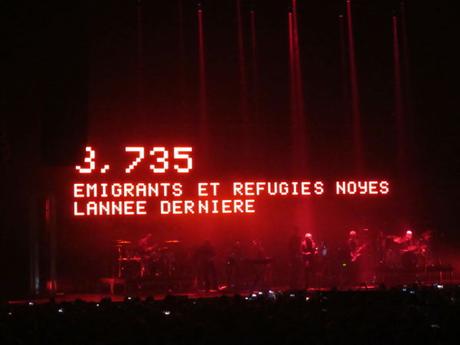 3,735
EMIGRANTS ET REFUGIES NOYES
LANNEE DERNIERE